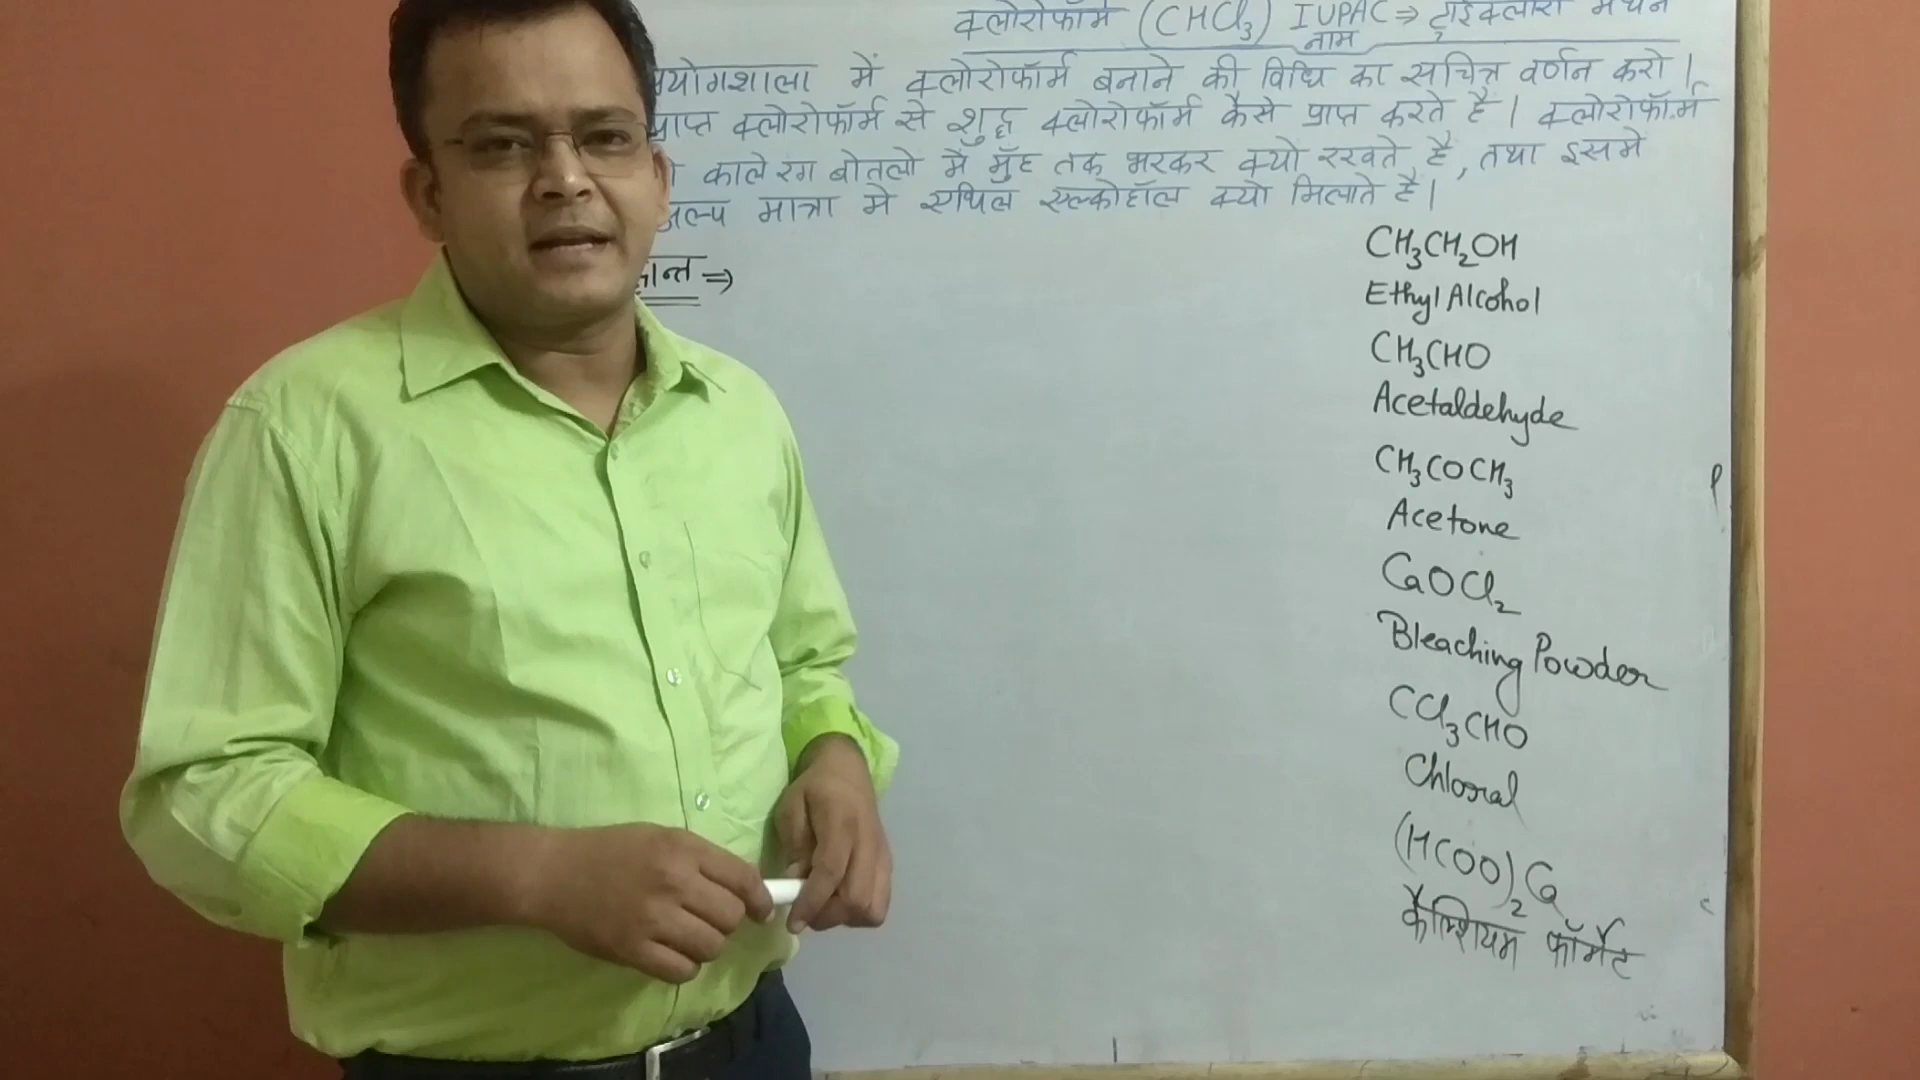 क्लोरोफॉर्म (CHCl₃) IUPAC ⇒ ट्राइक्लोरो मेथेन
नाम
प्रयोगशाला में क्लोरोफॉर्म बनाने की विधि का सचित्र वर्णन करो।
प्राप्त क्लोरोफॉर्म से शुद्ध क्लोरोफॉर्म कैसे प्राप्त करते है। क्लोरोफॉर्म
काले रंग बोतलो में मुँह तक भरकर क्यो रखते है, तथा इसमे
अल्प मात्रा मे एथिल एल्कोहॉल क्यो मिलाते है।
⇒
CH₃CH₂OH
Ethyl Alcohol
CH₃CHO
Acetaldehyde
CH₃COCH₃
Acetone
CaOCl₂
Bleaching Powder
CCl₃CHO
Chloral
(HCOO)₂Ca
कैल्शियम फॉर्मेट